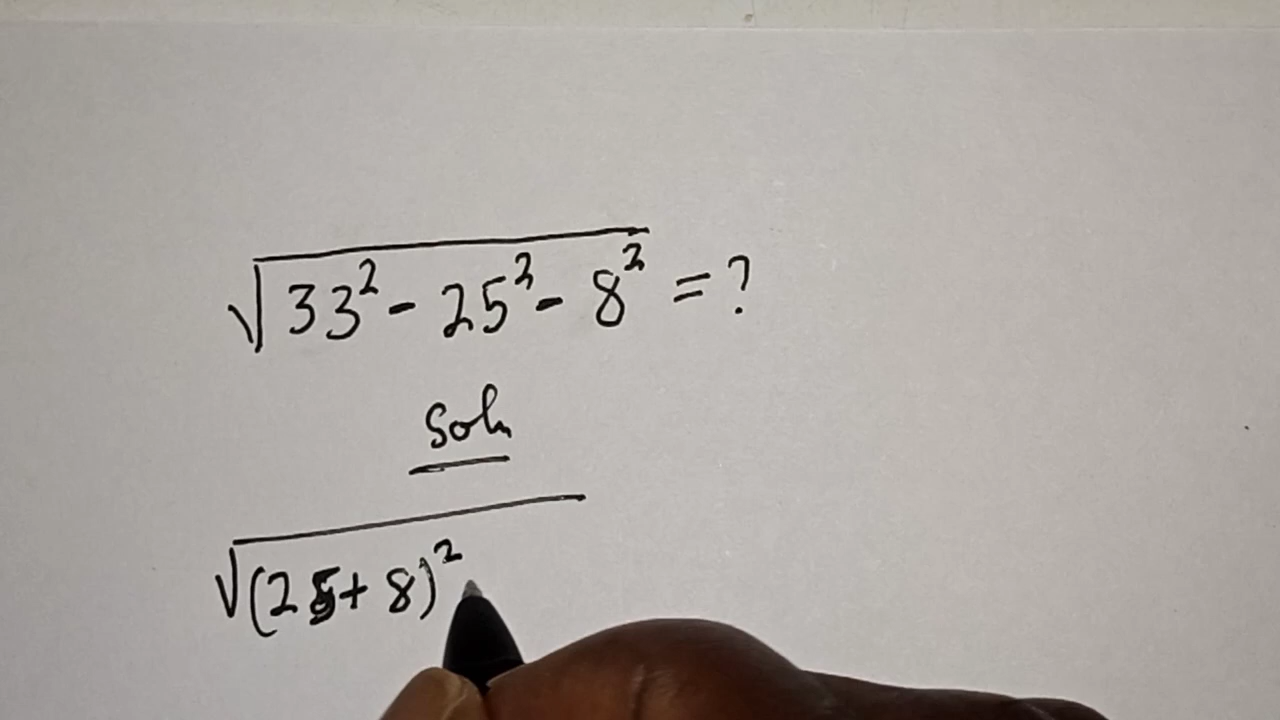 √33² - 25² - 8² = ?
Soln
√(25+ 8)²